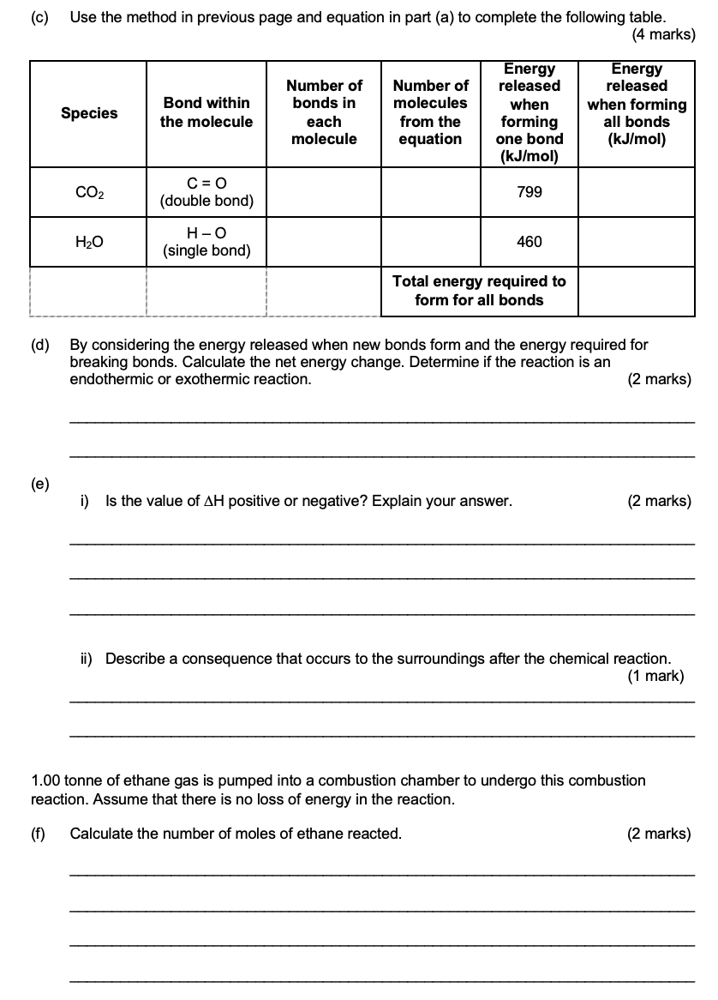 (c) Use the method in previous page and equation in part (a) to complete the following table.
(4 marks)
Species
Bond within the molecule
Number of bonds in each molecule
Number of molecules from the equation
Energy released when forming one bond (kJ/mol)
Energy released when forming all bonds (kJ/mol)
CO₂
C = O
(double bond)
799
H₂O
H – O
(single bond)
460
Total energy required to
form for all bonds
(d) By considering the energy released when new bonds form and the energy required for
breaking bonds. Calculate the net energy change. Determine if the reaction is an
endothermic or exothermic reaction. (2 marks)
(e)
i) Is the value of ΔH positive or negative? Explain your answer. (2 marks)
ii) Describe a consequence that occurs to the surroundings after the chemical reaction.
(1 mark)
1.00 tonne of ethane gas is pumped into a combustion chamber to undergo this combustion
reaction. Assume that there is no loss of energy in the reaction.
(f) Calculate the number of moles of ethane reacted. (2 marks)